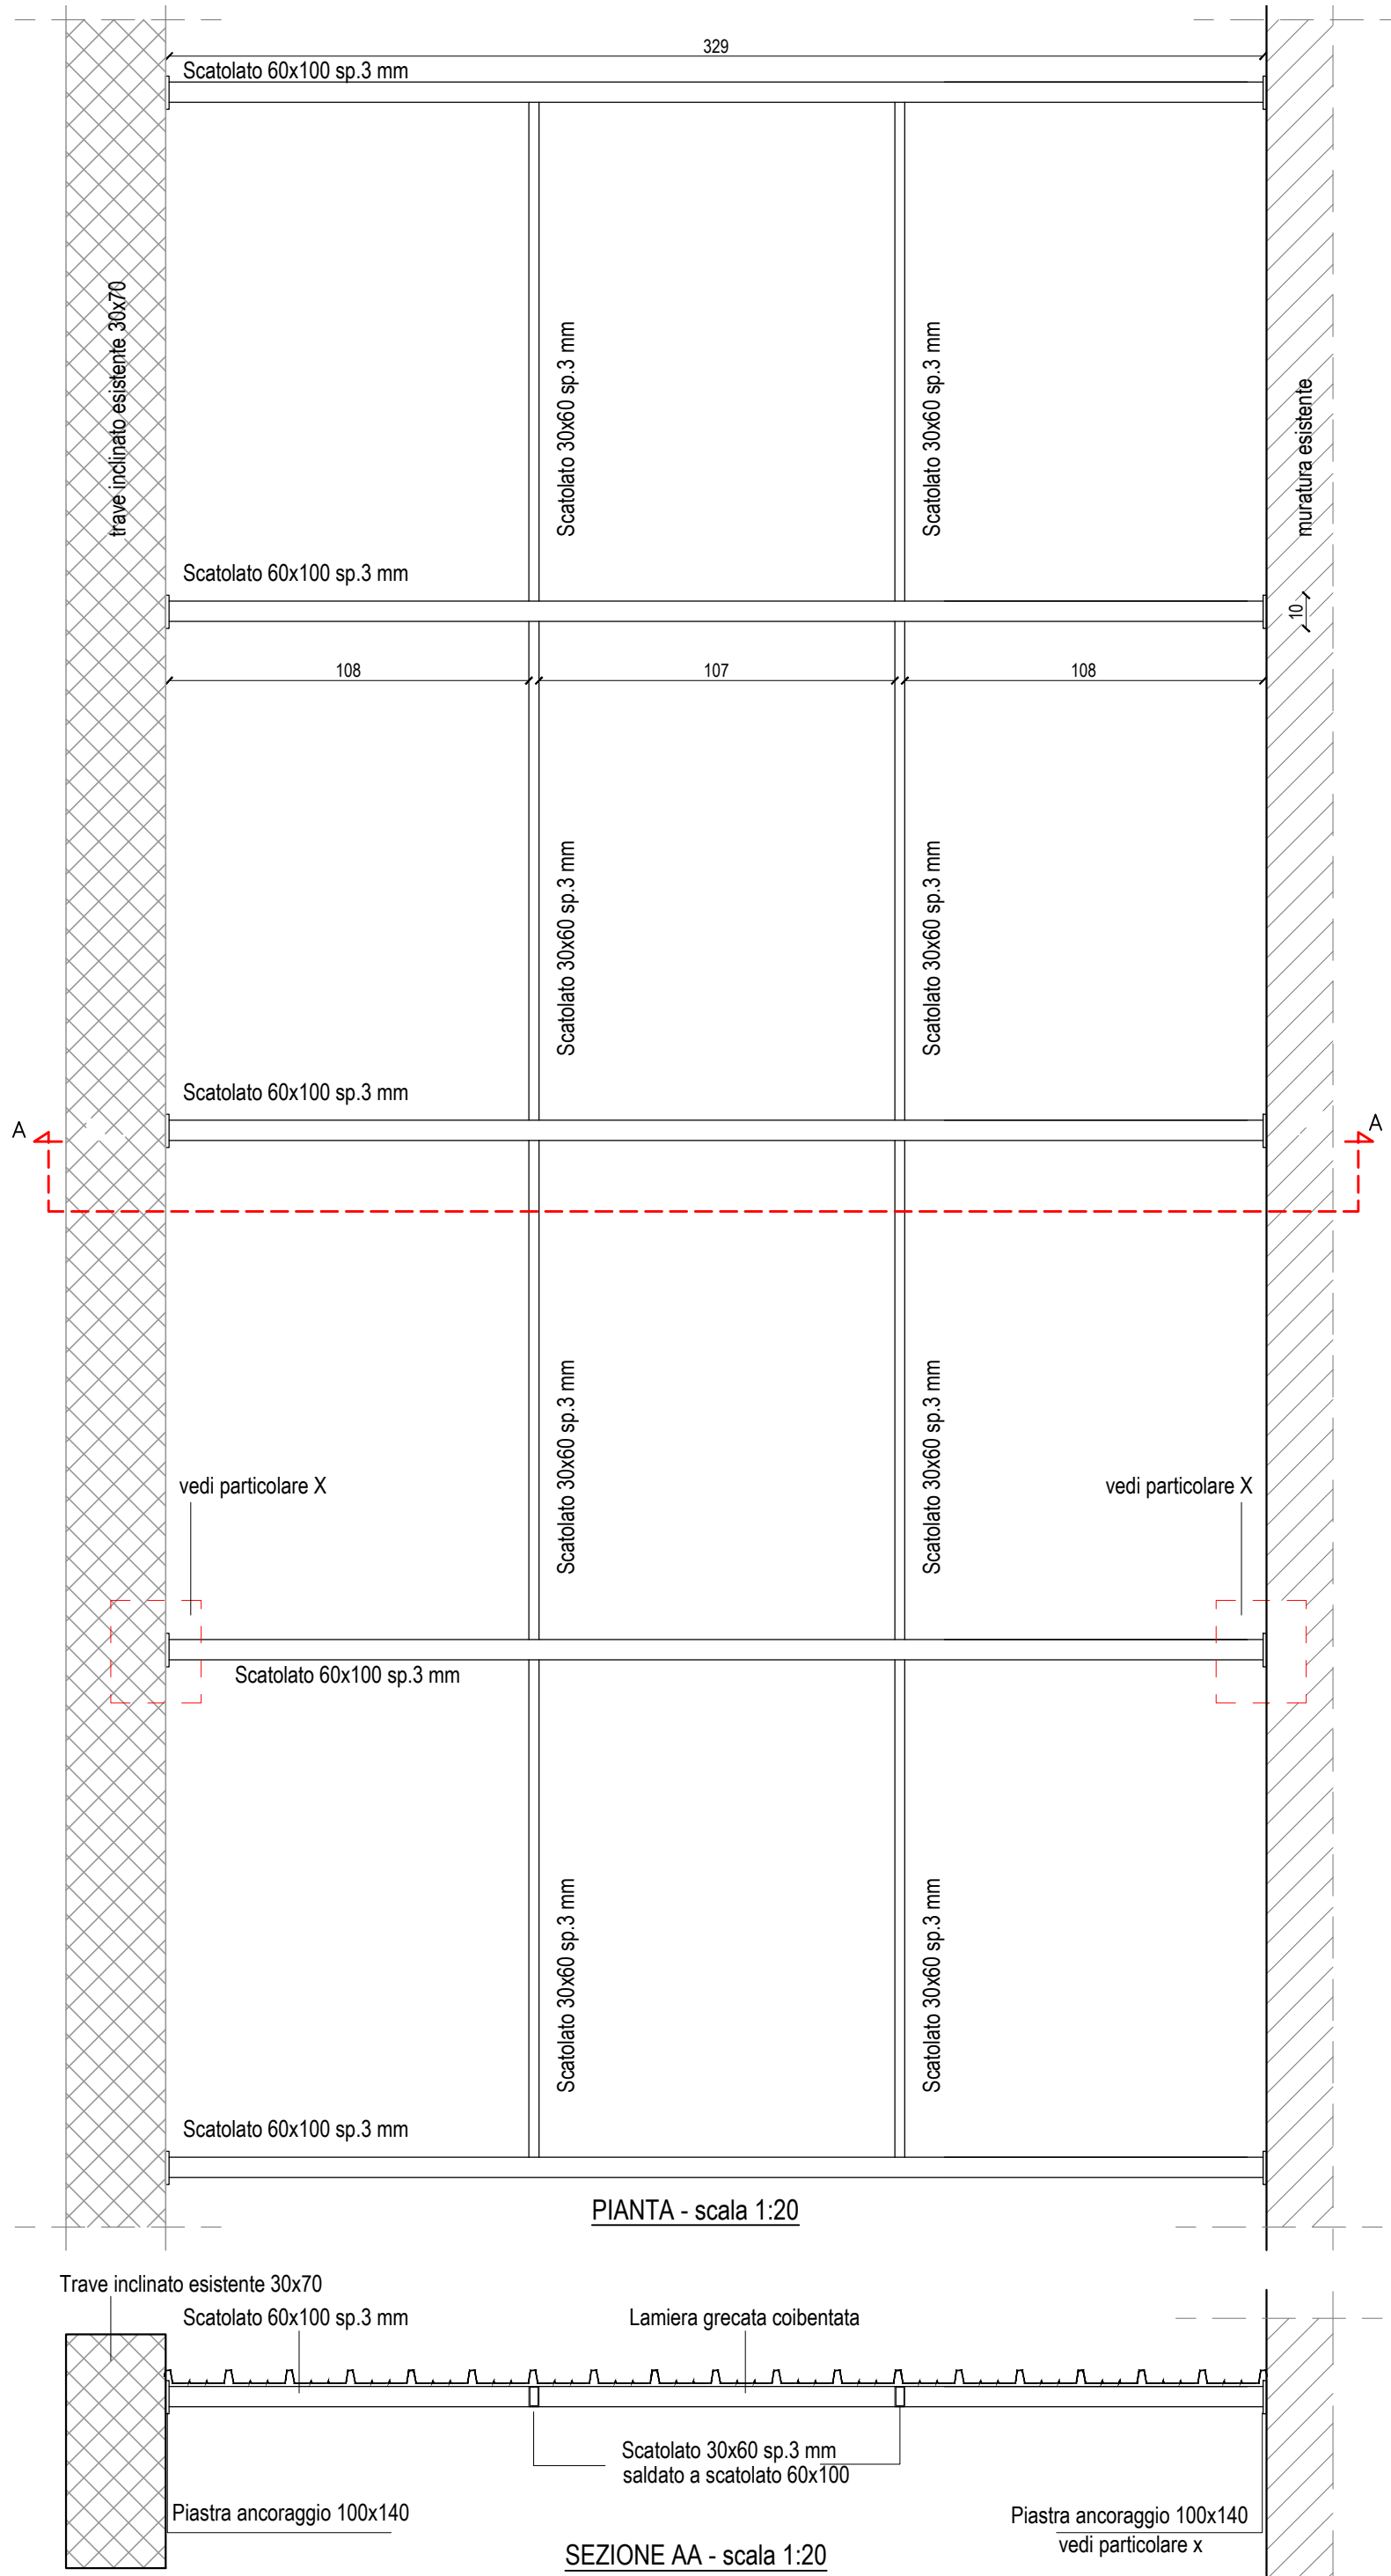 329
Scatolato 60x100 sp.3 mm
trave inclinato esistente 30x70
Scatolato 30x60 sp.3 mm
Scatolato 30x60 sp.3 mm
muratura esistente
Scatolato 60x100 sp.3 mm
10
108
107
108
Scatolato 30x60 sp.3 mm
Scatolato 30x60 sp.3 mm
Scatolato 60x100 sp.3 mm
A
A
Scatolato 30x60 sp.3 mm
Scatolato 30x60 sp.3 mm
vedi particolare X
vedi particolare X
Scatolato 60x100 sp.3 mm
Scatolato 30x60 sp.3 mm
Scatolato 30x60 sp.3 mm
Scatolato 60x100 sp.3 mm
PIANTA - scala 1:20
Trave inclinato esistente 30x70
Scatolato 60x100 sp.3 mm
Lamiera grecata coibentata
Scatolato 30x60 sp.3 mm
saldato a scatolato 60x100
Piastra ancoraggio 100x140
Piastra ancoraggio 100x140
vedi particolare x
SEZIONE AA - scala 1:20